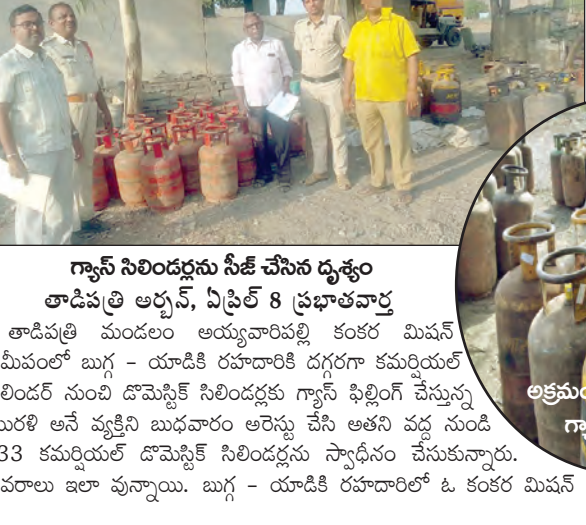 గ్యాస్ సిలిండర్లను సీజ్ చేసిన దృశ్యం
తాడిపత్రి అర్బన్, ఏప్రిల్ 8 ప్రభాతవార్త
తాడిపత్రి మండలం అయ్యవారిపల్లి కంకర మిషన్
మీపంలో బుగ్గ - యాడికి రహదారికి దగ్గరగా కమర్షియల్
లిండర్ నుంచి డొమెస్టిక్ సిలిండర్లకు గ్యాస్ ఫిల్లింగ్ చేస్తున్న
అనే వ్యక్తిని బుధవారం అరెస్టు చేసి అతని వద్ద నుండి
33 కమర్షియల్ డొమెస్టిక్ సిలిండర్లను స్వాధీనం చేసుకున్నారు.
వరాలు ఇలా వున్నాయి. బుగ్గ - యాడికి రహదారిలో ఓ కంకర మిషన్
అక్రమం
గ్యా